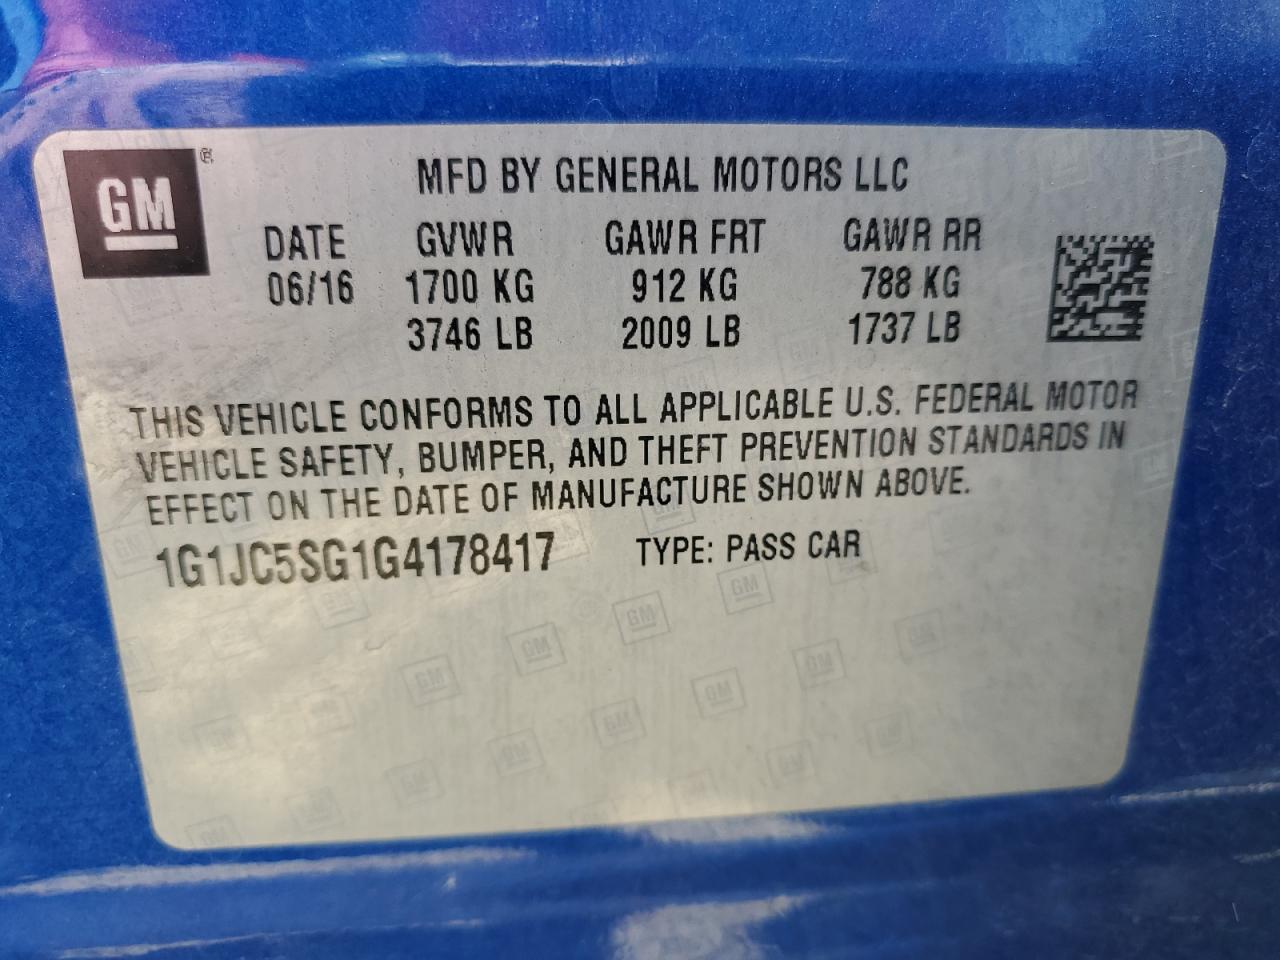 GM ®
MFD BY GENERAL MOTORS LLC
DATE GVWR GAWR FRT GAWR RR
06/16 1700 KG 912 KG 788 KG
3746 LB 2009 LB 1737 LB
THIS VEHICLE CONFORMS TO ALL APPLICABLE U.S. FEDERAL MOTOR
VEHICLE SAFETY, BUMPER, AND THEFT PREVENTION STANDARDS IN
EFFECT ON THE DATE OF MANUFACTURE SHOWN ABOVE.
1G1JC5SG1G4178417 TYPE: PASS CAR